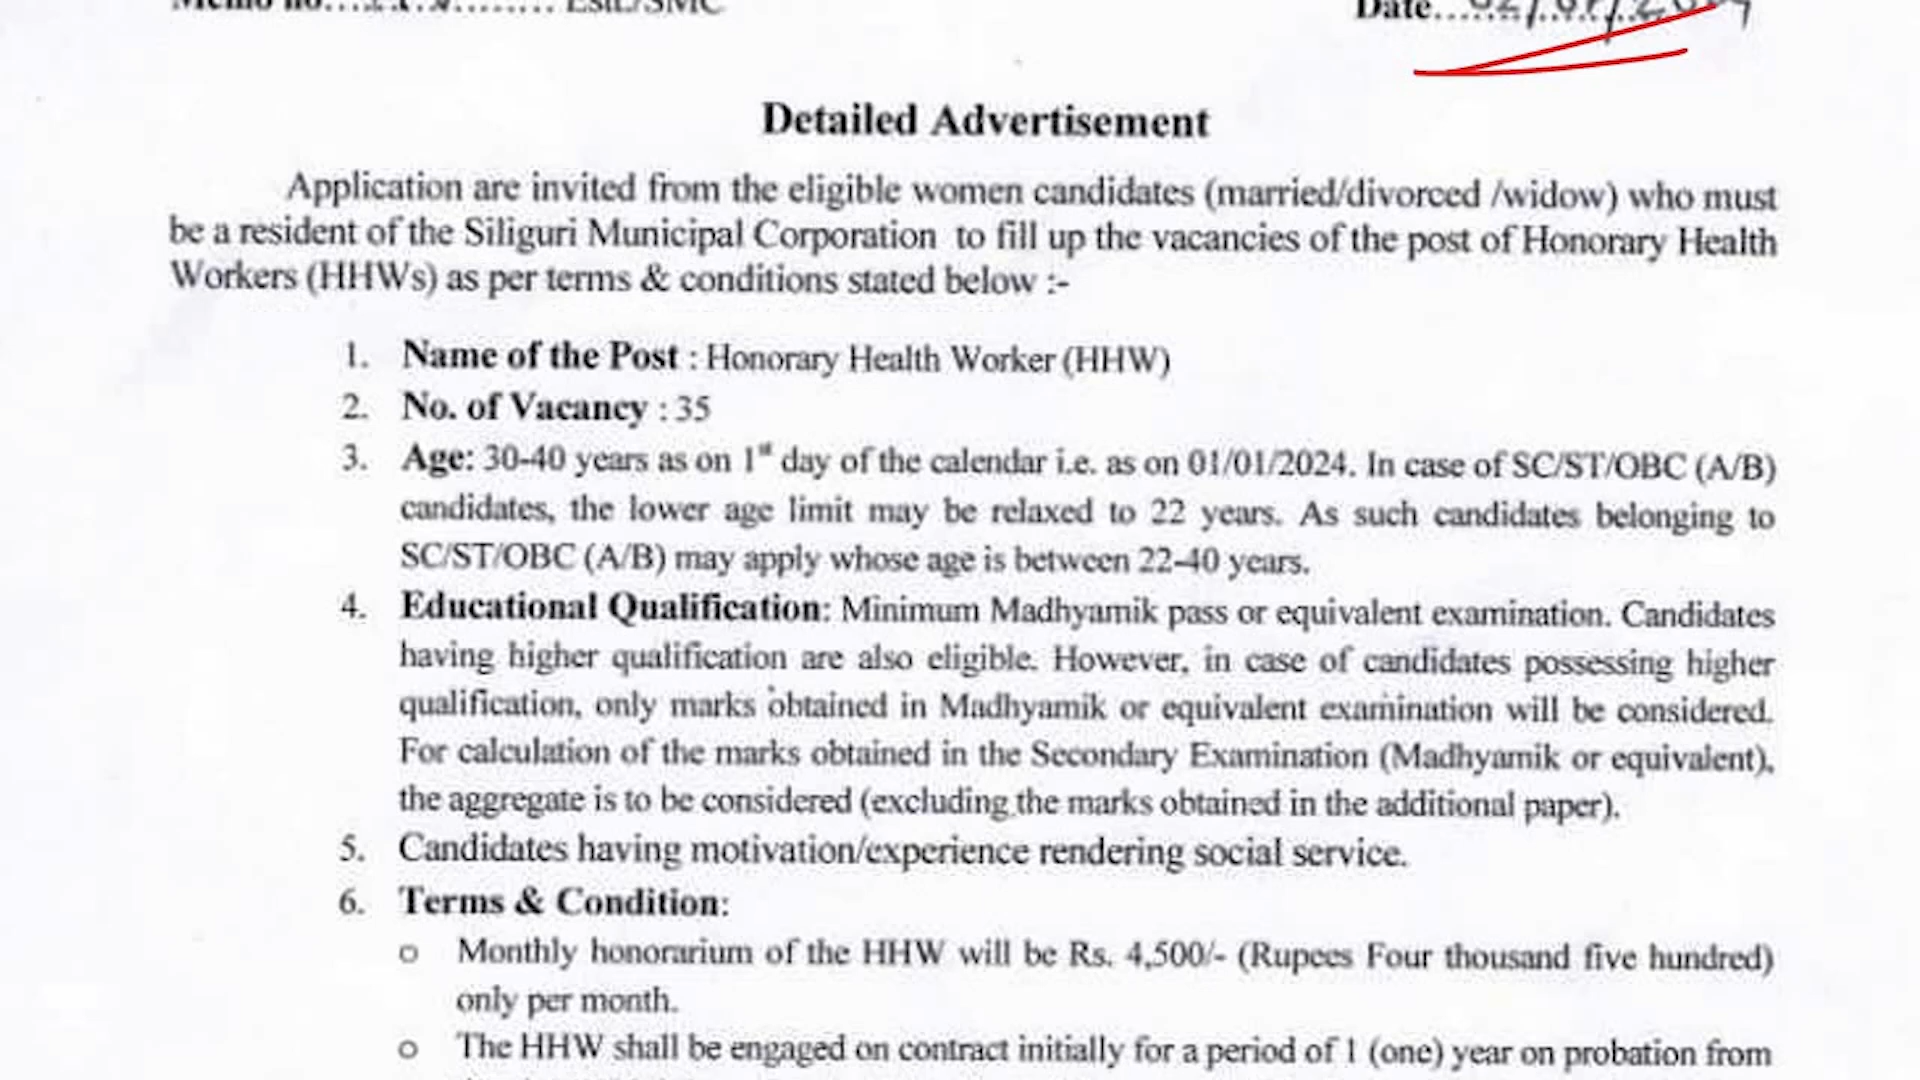 Memo no............... Estt/SMC
Date.....02/01/2024
Detailed Advertisement
Application are invited from the eligible women candidates (married/divorced /widow) who must
be a resident of the Siliguri Municipal Corporation to fill up the vacancies of the post of Honorary Health
Workers (HHWs) as per terms & conditions stated below :-
1. Name of the Post : Honorary Health Worker (HHW)
2. No. of Vacancy : 35
3. Age: 30-40 years as on 1st day of the calendar i.e. as on 01/01/2024. In case of SC/ST/OBC (A/B)
candidates, the lower age limit may be relaxed to 22 years. As such candidates belonging to
SC/ST/OBC (A/B) may apply whose age is between 22-40 years.
4. Educational Qualification: Minimum Madhyamik pass or equivalent examination. Candidates
having higher qualification are also eligible. However, in case of candidates possessing higher
qualification, only marks obtained in Madhyamik or equivalent examination will be considered.
For calculation of the marks obtained in the Secondary Examination (Madhyamik or equivalent),
the aggregate is to be considered (excluding the marks obtained in the additional paper).
5. Candidates having motivation/experience rendering social service.
6. Terms & Condition:
o Monthly honorarium of the HHW will be Rs. 4,500/- (Rupees Four thousand five hundred)
only per month.
o The HHW shall be engaged on contract initially for a period of 1 (one) year on probation from